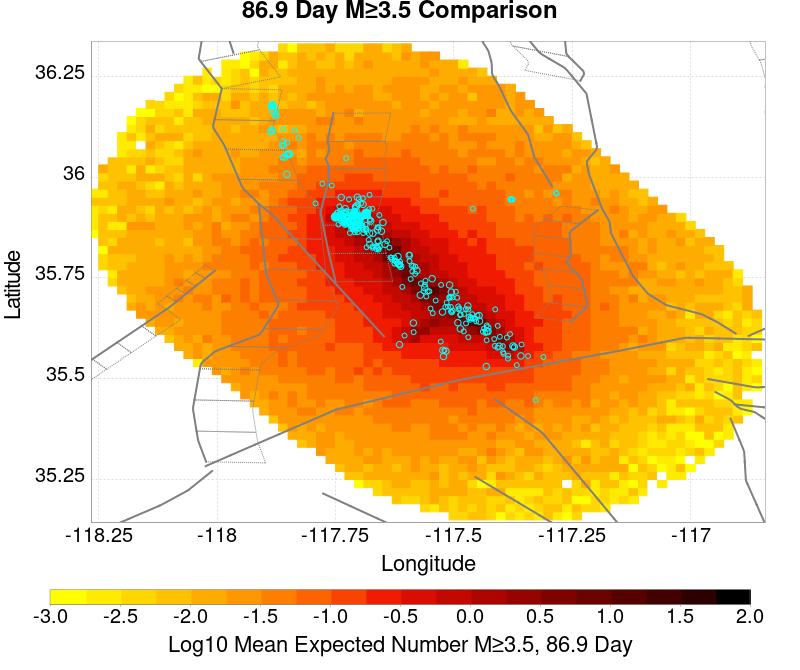 86.9 Day M≥3.5 Comparison
36.25
36
35.75
35.5
35.25
Latitude
-118.25 -118 -117.75 -117.5 -117.25 -117
Longitude
-3.0 -2.5 -2.0 -1.5 -1.0 -0.5 0.0 0.5 1.0 1.5 2.0
Log10 Mean Expected Number M≥3.5, 86.9 Day